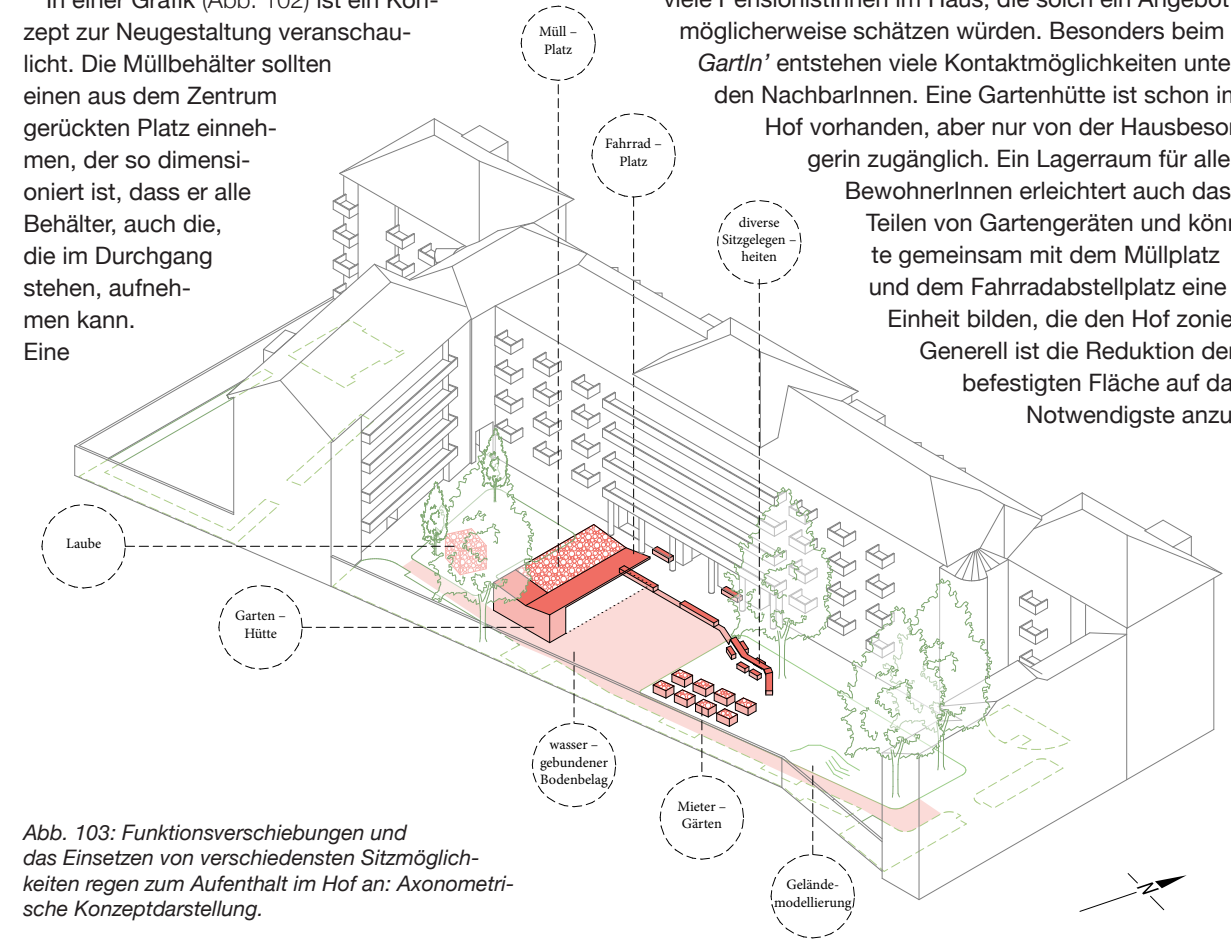 In einer Grafik (Abb. 102) ist ein Kon-
zept zur Neugestaltung veranschau-
licht. Die Müllbehälter sollten
einen aus dem Zentrum
gerückten Platz einneh-
men, der so dimensi-
oniert ist, dass er alle
Behälter, auch die,
die im Durchgang
stehen, aufneh-
men kann.
Eine
viele PensionistInnen im Haus, die solch ein Angebot
möglicherweise schätzen würden. Besonders beim
GartIn’ entstehen viele Kontaktmöglichkeiten unte
den NachbarInnen. Eine Gartenhütte ist schon in
Hof vorhanden, aber nur von der Hausbesor
gerin zugänglich. Ein Lagerraum für alle
BewohnerInnen erleichtert auch das
Teilen von Gartengeräten und könn
te gemeinsam mit dem Müllplatz
und dem Fahrradabstellplatz eine
Einheit bilden, die den Hof zonie
Generell ist die Reduktion der
befestigten Fläche auf da
Notwendigste anzu
Müll –
Platz
Fahrrad –
Platz
diverse
Sitzgelegen –
heiten
Laube
Garten –
Hütte
wasser –
gebundener
Bodenbelag
Mieter –
Gärten
Gelände-
modellierung
N
Abb. 103: Funktionsverschiebungen und
das Einsetzen von verschiedensten Sitzmöglich-
keiten regen zum Aufenthalt im Hof an: Axonometri-
sche Konzeptdarstellung.